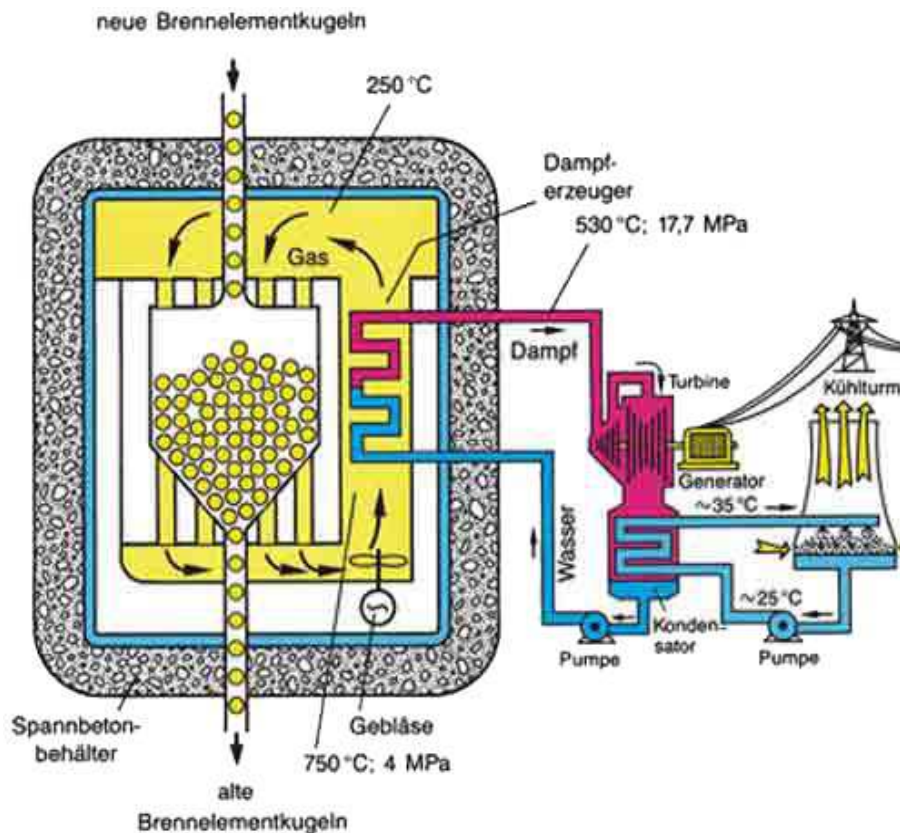 neue Brennelementkugeln
250 °C
Dampf-
erzeuger
530 °C; 17,7 MPa
Gas
Dampf
Turbine
Kühlturm
Generator
~35 °C
Wasser
~25 °C
Konden-
sator
Pumpe
Pumpe
Spannbeton-
behälter
Gebläse
750 °C; 4 MPa
alte
Brennelementkugeln